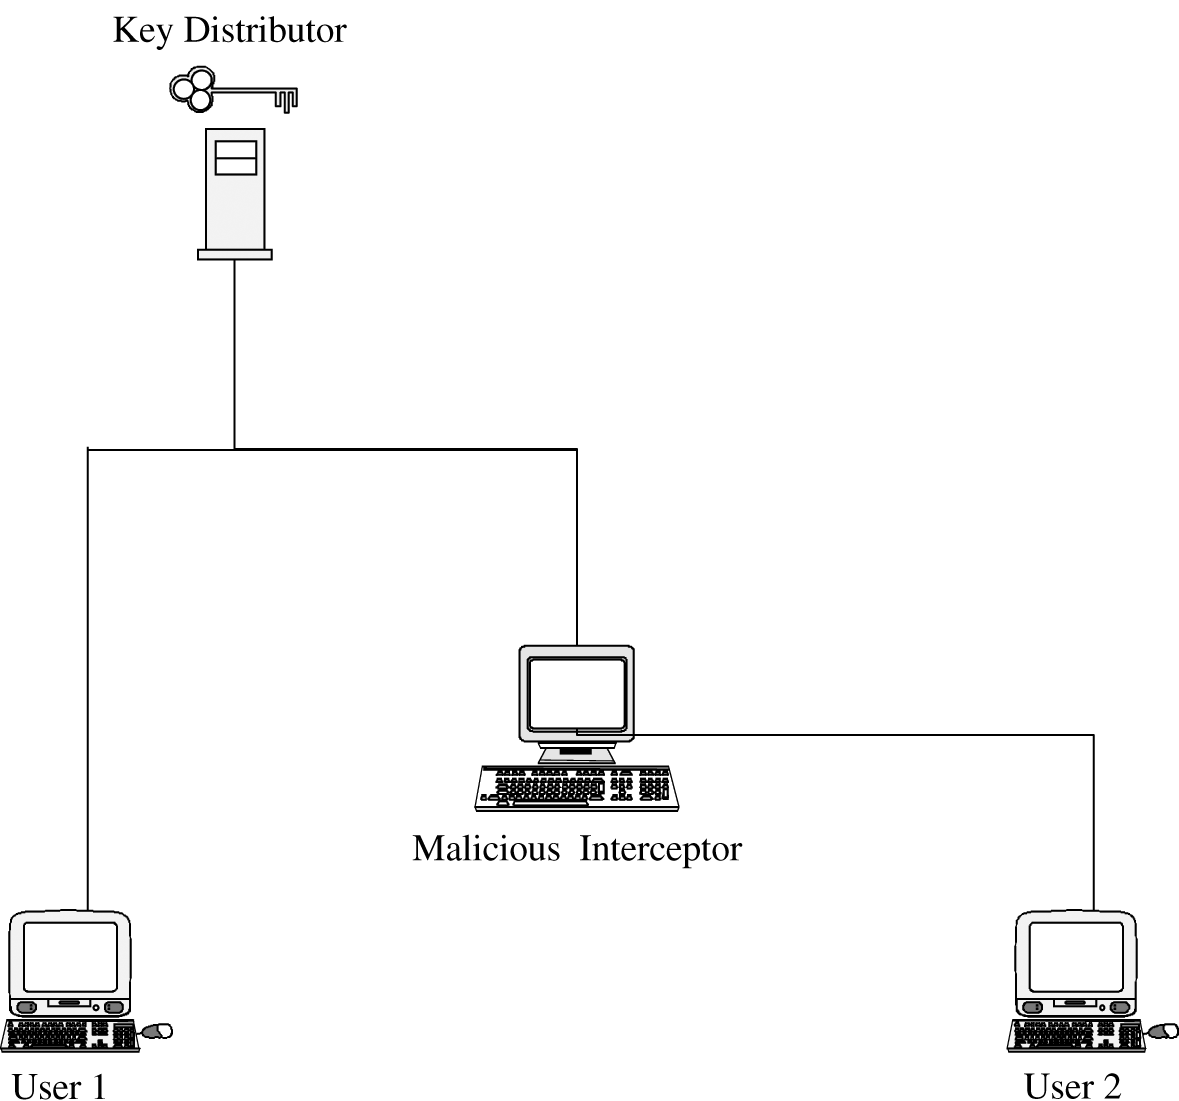 Key Distributor
Malicious Interceptor
User 1
User 2